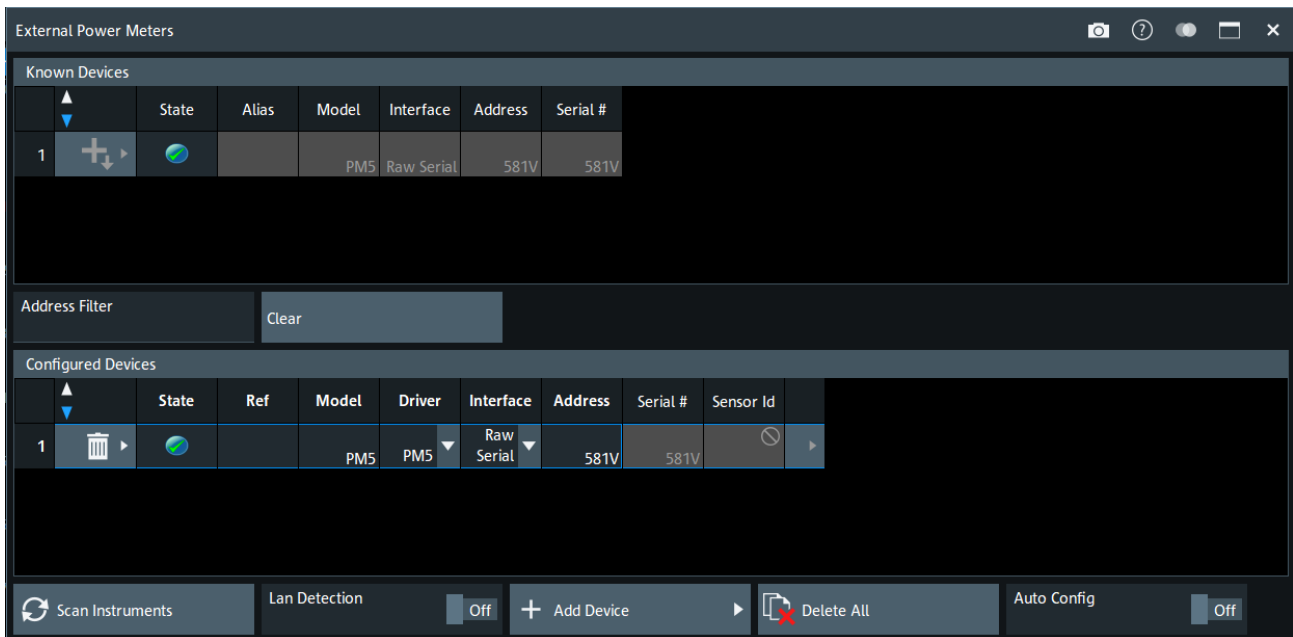 External Power Meters
Known Devices
State Alias Model Interface Address Serial #
1 PM5 Raw Serial 581V 581V
Address Filter
Clear
Configured Devices
State Ref Model Driver Interface Address Serial # Sensor Id
1 PM5 PM5 Raw Serial 581V 581V
Scan Instruments
Lan Detection
Off
Add Device
Delete All
Auto Config
Off